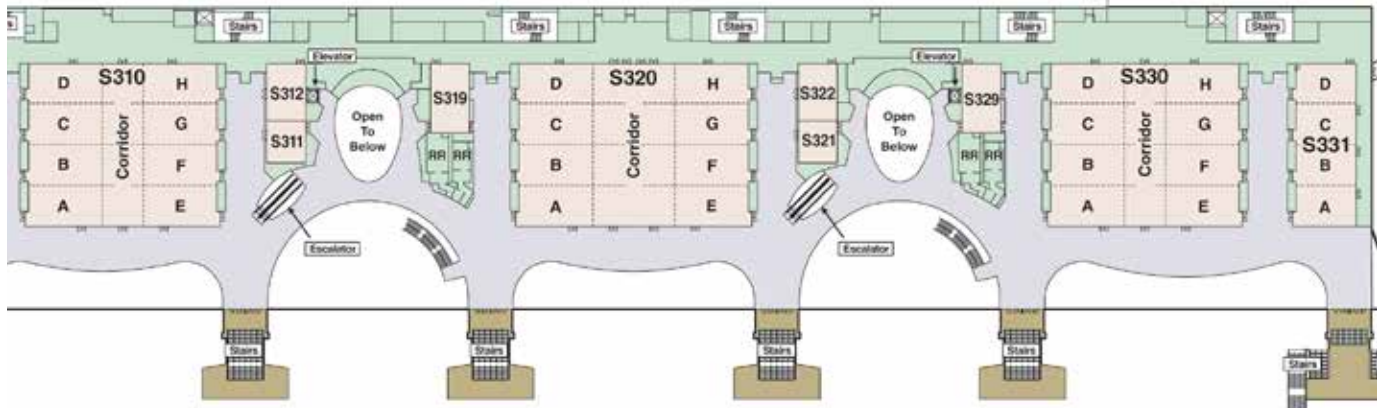 Stairs
Stairs
Stairs
Stairs
Stairs
Elevator
Elevator
S310
D
H
C
G
B
F
A
E
Corridor
S312
S311
Open
To
Below
S319
RR
RR
Escalator
S320
D
H
C
G
B
F
A
E
Corridor
S322
S321
Open
To
Below
S329
RR
RR
Escalator
S330
D
H
C
G
B
F
A
E
Corridor
D
C
S331
B
A
Stairs
Stairs
Stairs
Stairs
Stairs